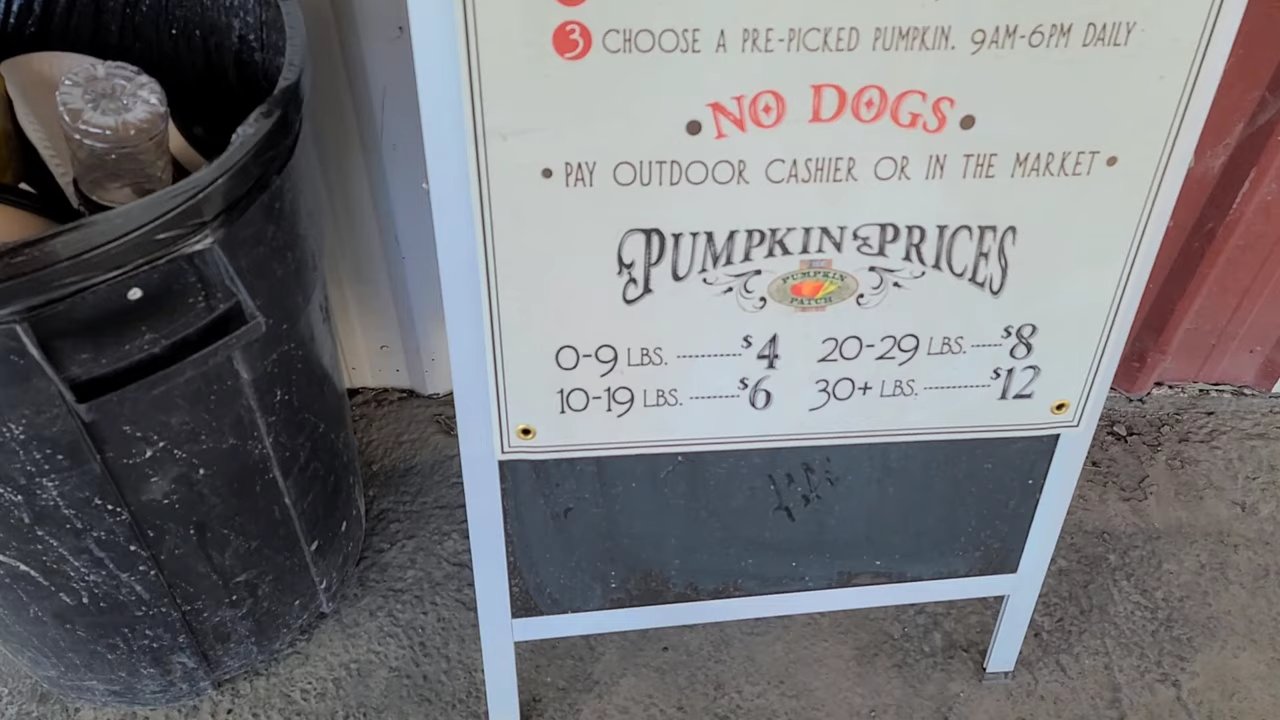 3 CHOOSE A PRE-PICKED PUMPKIN. 9AM-6PM DAILY
• NO DOGS •
• PAY OUTDOOR CASHIER OR IN THE MARKET •
PUMPKIN PRICES
PUMPKIN
PATCH
0-9 LBS. ----------- $4 20-29 LBS. ----- $8
10-19 LBS. -------- $6 30+ LBS. ----------- $12